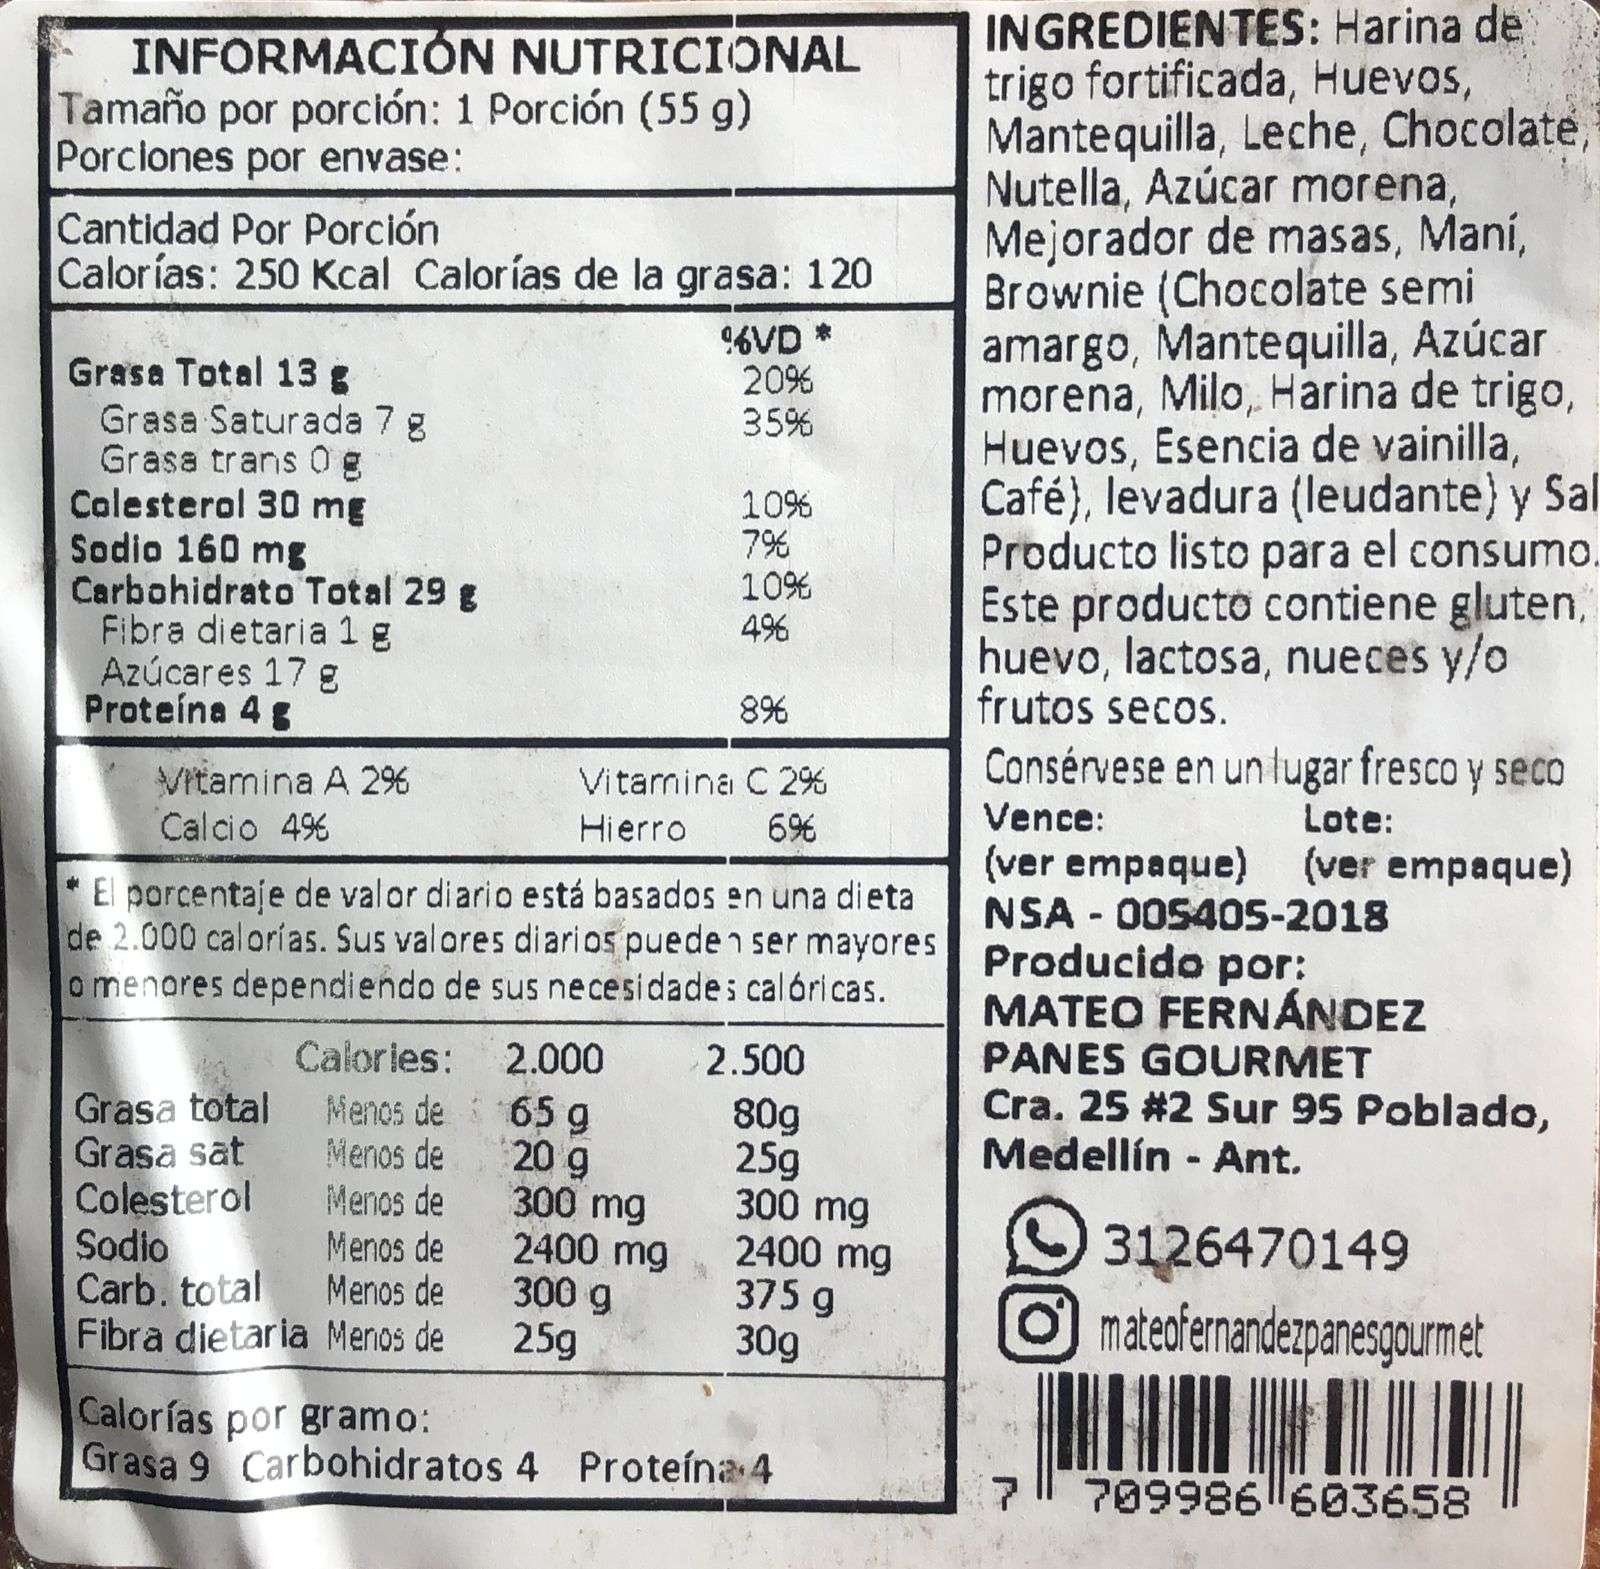 INFORMACIÓN NUTRICIONAL
Tamaño por porción: 1 Porción (55 g)
Porciones por envase:
Cantidad Por Porción
Calorías: 250 Kcal Calorías de la grasa: 120
%VD *
Grasa Total 13 g 20%
Grasa Saturada 7 g 35%
Grasa trans 0 g
Colesterol 30 mg 10%
Sodio 160 mg 7%
Carbohidrato Total 29 g 10%
Fibra dietaria 1 g 4%
Azúcares 17 g
Proteína 4 g 8%
Vitamina A 2% Vitamina C 2%
Calcio 4% Hierro 6%
* El porcentaje de valor diario está basados en una dieta
de 2.000 calorías. Sus valores diarios pueden ser mayores
o menores dependiendo de sus necesidades calóricas.
Calories: 2.000 2.500
Grasa total Menos de 65 g 80g
Grasa sat Menos de 20 g 25g
Colesterol Menos de 300 mg 300 mg
Sodio Menos de 2400 mg 2400 mg
Carb. total Menos de 300 g 375 g
Fibra dietaria Menos de 25g 30g
Calorías por gramo:
Grasa 9 Carbohidratos 4 Proteína 4
INGREDIENTES: Harina de
trigo fortificada, Huevos,
Mantequilla, Leche, Chocolate,
Nutella, Azúcar morena,
Mejorador de masas, Maní,
Brownie (Chocolate semi
amargo, Mantequilla, Azúcar
morena, Milo, Harina de trigo,
Huevos, Esencia de vainilla,
Café), levadura (leudante) y Sal
Producto listo para el consumo.
Este producto contiene gluten,
huevo, lactosa, nueces y/o
frutos secos.
Consérvese en un lugar fresco y seco
Vence: Lote:
(ver empaque) (ver empaque)
NSA - 005405-2018
Producido por:
MATEO FERNÁNDEZ
PANES GOURMET
Cra. 25 #2 Sur 95 Poblado,
Medellín - Ant.
3126470149
mateofernandezpanesgourmet
7 709986 603658